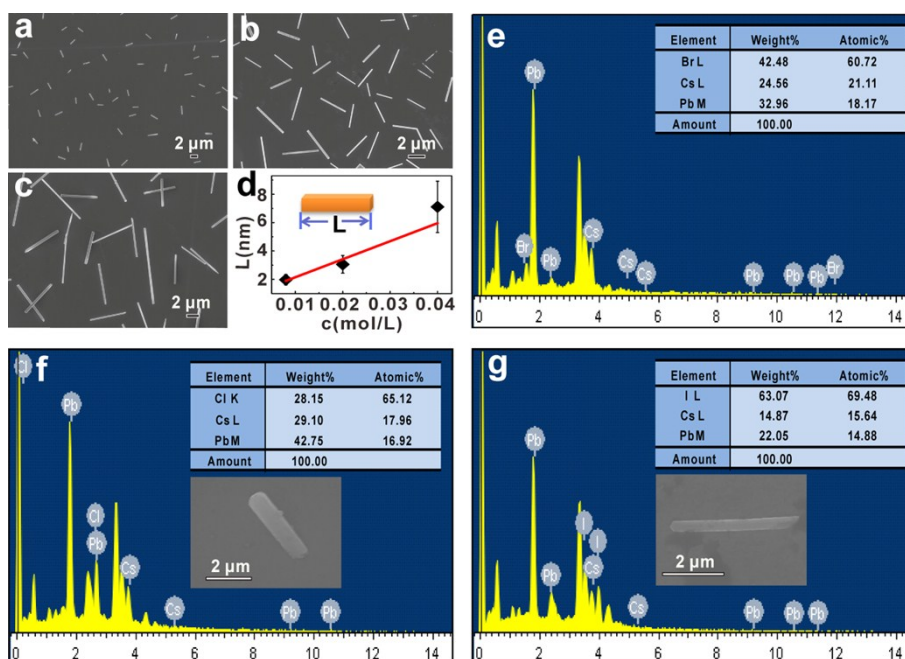 a
2 μm
b
2 μm
c
2 μm
d
L(nm)
8
6
4
2
L
0.01 0.02 0.03 0.04
c(mol/L)
e
Element Weight% Atomic%
Br L 42.48 60.72
Cs L 24.56 21.11
Pb M 32.96 18.17
Amount 100.00
Pb
Br
Pb
Cs
Cs
Cs
Pb
Pb
Pb
Br
0 2 4 6 8 10 12 14
f
Element Weight% Atomic%
Cl K 28.15 65.12
Cs L 29.10 17.96
Pb M 42.75 16.92
Amount 100.00
Cl
Pb
Cl
Pb
Cs
Cs
Pb
Pb
2 μm
0 2 4 6 8 10 12 14
g
Element Weight% Atomic%
I L 63.07 69.48
Cs L 14.87 15.64
Pb M 22.05 14.88
Amount 100.00
Pb
Pb
I
I
Cs
Cs
Pb
Pb
Pb
2 μm
0 2 4 6 8 10 12 14